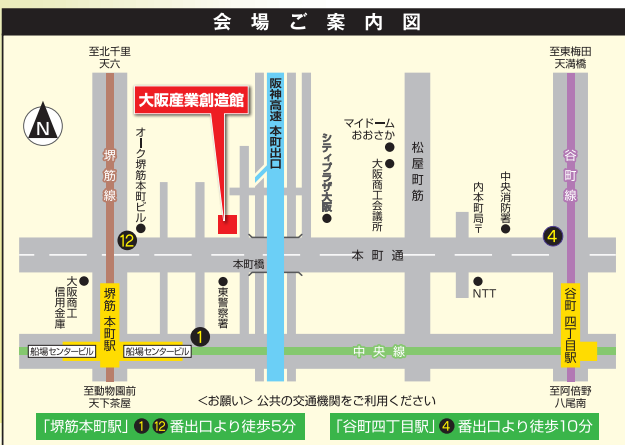 会場ご案内図
至北千里
天六
至東梅田
天満橋
大阪産業創造館
阪神高速 本町出口
N
堺筋線
オーク堺筋本町ビル
シティプラザ大阪
マイドーム
おおさか
大阪商工会議所
松屋町筋
内本町局〒
中央消防署
谷町線
12
4
本町橋
本町通
大阪商工
信用金庫
堺筋本町駅
東警察署
NTT
谷町四丁目駅
1
船場センタービル
船場センタービル
中央線
至動物園前
天下茶屋
<お願い> 公共の交通機関をご利用ください
至阿倍野
八尾南
「堺筋本町駅」 1 12 番出口より徒歩5分
「谷町四丁目駅」 4 番出口より徒歩10分